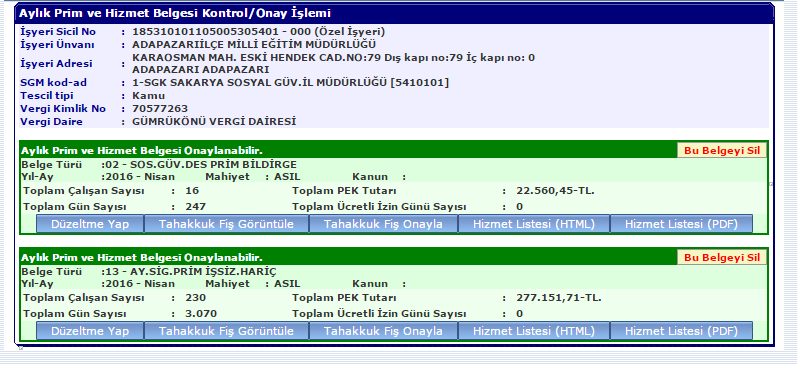 Aylık Prim ve Hizmet Belgesi Kontrol/Onay İşlemi
İşyeri Sicil No : 185310101105005305401 - 000 (Özel İşyeri)
İşyeri Ünvanı : ADAPAZARIİLÇE MİLLİ EĞİTİM MÜDÜRLÜĞÜ
İşyeri Adresi : KARAOSMAN MAH. ESKİ HENDEK CAD.NO:79 Dış kapı no:79 İç kapı no: 0
ADAPAZARI ADAPAZARI
SGM kod-ad : 1-SGK SAKARYA SOSYAL GÜV.İL MÜDÜRLÜĞÜ [5410101]
Tescil tipi : Kamu
Vergi Kimlik No : 70577263
Vergi Daire : GÜMRÜKÖNÜ VERGİ DAİRESİ
Aylık Prim ve Hizmet Belgesi Onaylanabilir. Bu Belgeyi Sil
Belge Türü :02 - SOS.GÜV.DES PRİM BİLDİRGE
Yıl-Ay :2016 - Nisan Mahiyet : ASIL Kanun :
Toplam Çalışan Sayısı : 16 Toplam PEK Tutarı : 22.560,45-TL.
Toplam Gün Sayısı : 247 Toplam Ücretli İzin Günü Sayısı : 0
Düzeltme Yap Tahakkuk Fiş Görüntüle Tahakkuk Fiş Onayla Hizmet Listesi (HTML) Hizmet Listesi (PDF)
Aylık Prim ve Hizmet Belgesi Onaylanabilir. Bu Belgeyi Sil
Belge Türü :13 - AY.SİG.PRİM İŞSİZ.HARİÇ
Yıl-Ay :2016 - Nisan Mahiyet : ASIL Kanun :
Toplam Çalışan Sayısı : 230 Toplam PEK Tutarı : 277.151,71-TL.
Toplam Gün Sayısı : 3.070 Toplam Ücretli İzin Günü Sayısı : 0
Düzeltme Yap Tahakkuk Fiş Görüntüle Tahakkuk Fiş Onayla Hizmet Listesi (HTML) Hizmet Listesi (PDF)